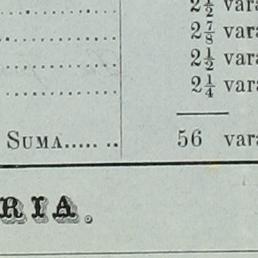 2½ vara
2⅞ vara
2½ vara
2¼ vara
SUMA..... .. 56 vara
RIA.